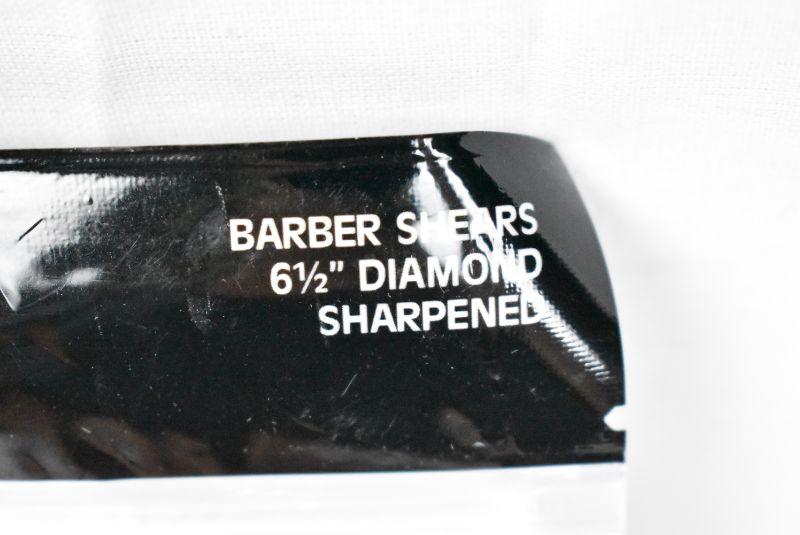 BARBER SHEARS
6½" DIAMOND
SHARPENED